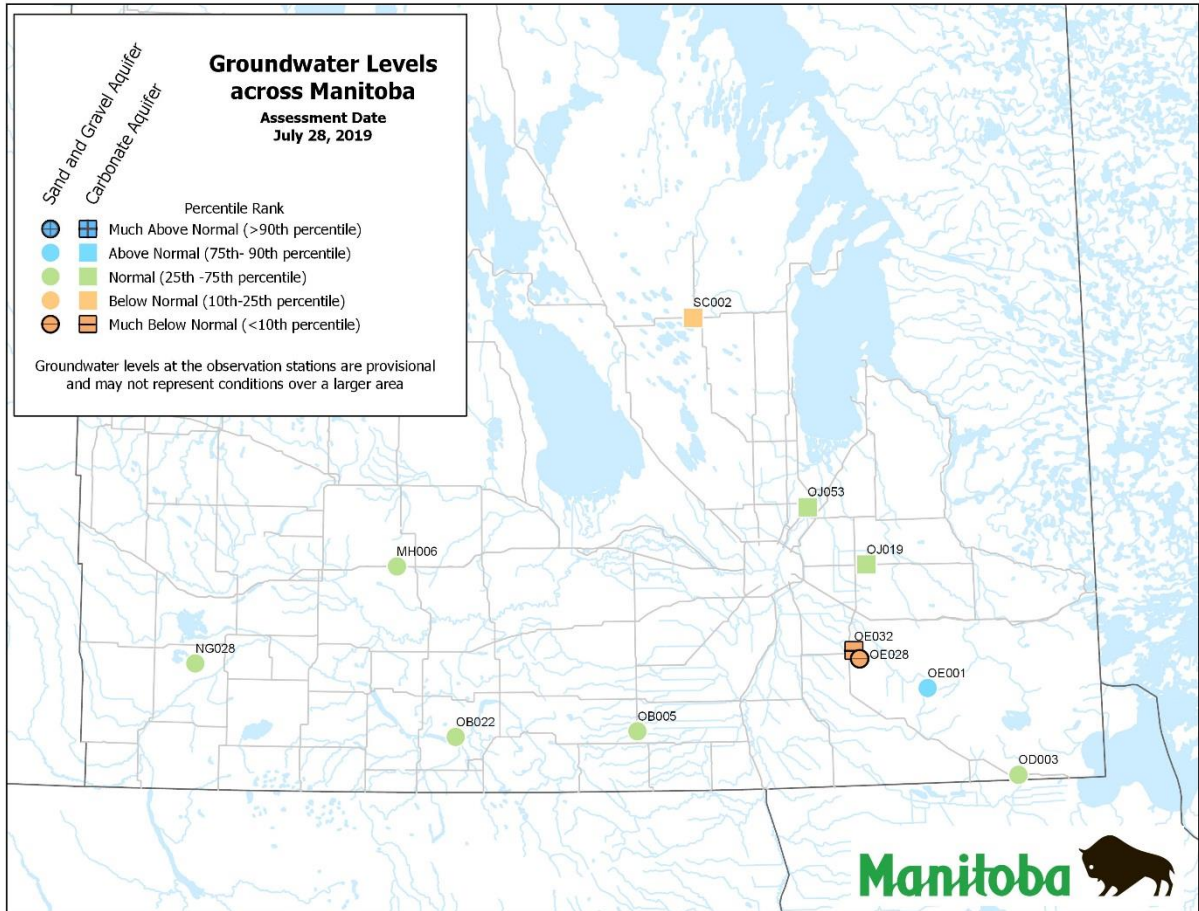 Groundwater Levels
across Manitoba
Assessment Date
July 28, 2019
Sand and Gravel Aquifer
Carbonate Aquifer
Percentile Rank
Much Above Normal (>90th percentile)
Above Normal (75th- 90th percentile)
Normal (25th -75th percentile)
Below Normal (10th-25th percentile)
Much Below Normal (<10th percentile)
Groundwater levels at the observation stations are provisional
and may not represent conditions over a larger area
SC002
OJ053
MH006
OJ019
OE032
NG028
OE028
OE001
OB022
OB005
OD003
Manitoba